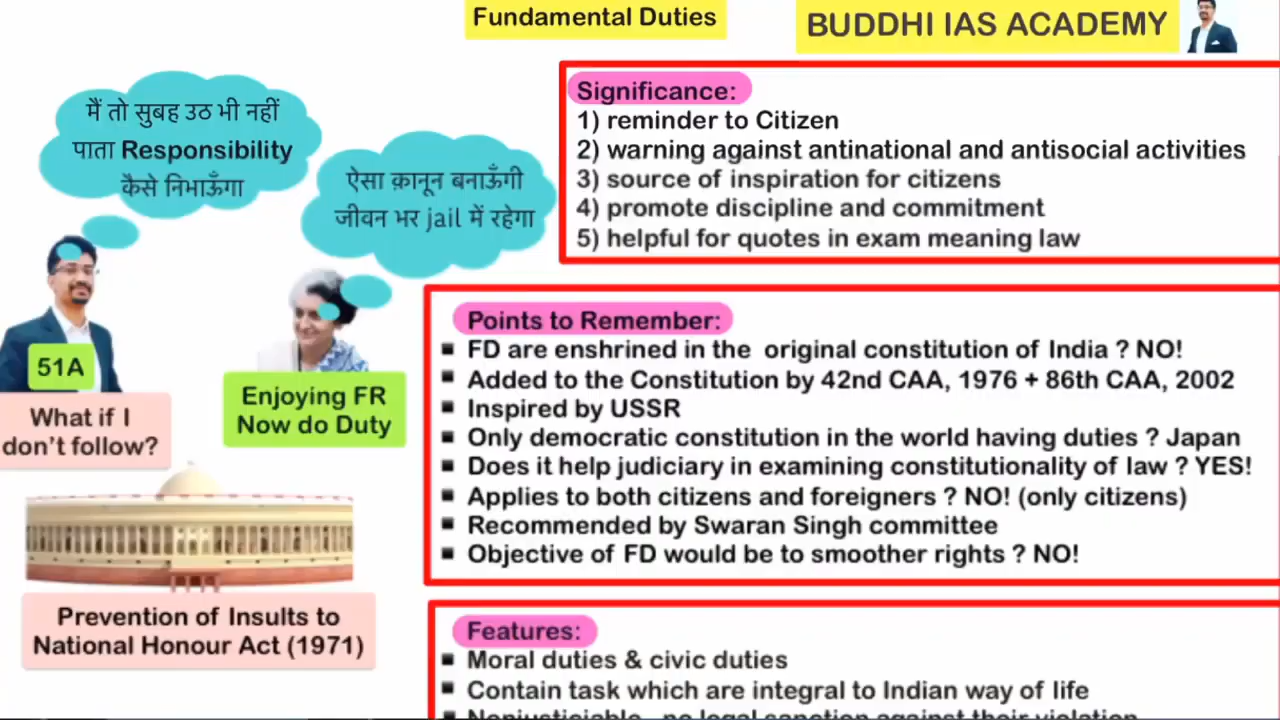 Fundamental Duties
BUDDHI IAS ACADEMY
मैं तो सुबह उठ भी नहीं
पाता Responsibility
कैसे निभाऊँगा
ऐसा क़ानून बनाऊँगी
जीवन भर jail में रहेगा
51A
What if I
don’t follow?
Enjoying FR
Now do Duty
Prevention of Insults to
National Honour Act (1971)
Significance:
1) reminder to Citizen
2) warning against antinational and antisocial activities
3) source of inspiration for citizens
4) promote discipline and commitment
5) helpful for quotes in exam meaning law
Points to Remember:
▪ FD are enshrined in the original constitution of India ? NO!
▪ Added to the Constitution by 42nd CAA, 1976 + 86th CAA, 2002
▪ Inspired by USSR
▪ Only democratic constitution in the world having duties ? Japan
▪ Does it help judiciary in examining constitutionality of law ? YES!
▪ Applies to both citizens and foreigners ? NO! (only citizens)
▪ Recommended by Swaran Singh committee
▪ Objective of FD would be to smoother rights ? NO!
Features:
▪ Moral duties & civic duties
▪ Contain task which are integral to Indian way of life
▪ Nonjusticiable no legal sanction against their violation